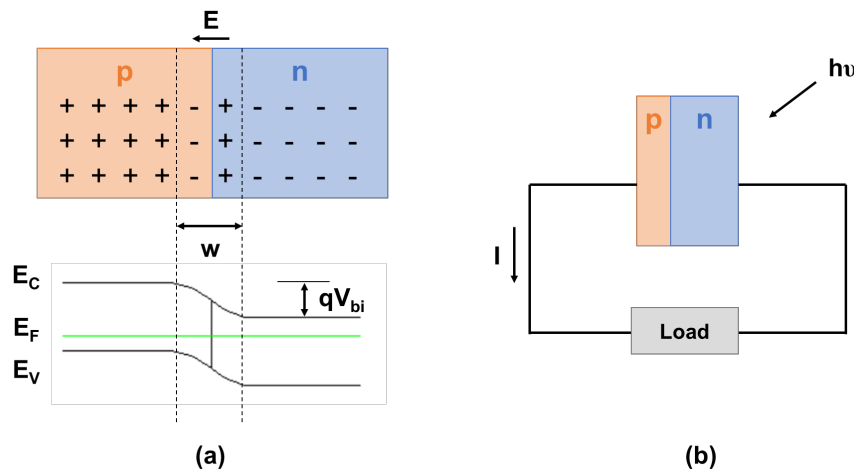 E
p
n
+ + + + - + - - - -
+ + + + - + - - - -
+ + + + - + - - - -
w
E_C
qV_bi
E_F
E_V
(a)
hυ
p
n
I
Load
(b)